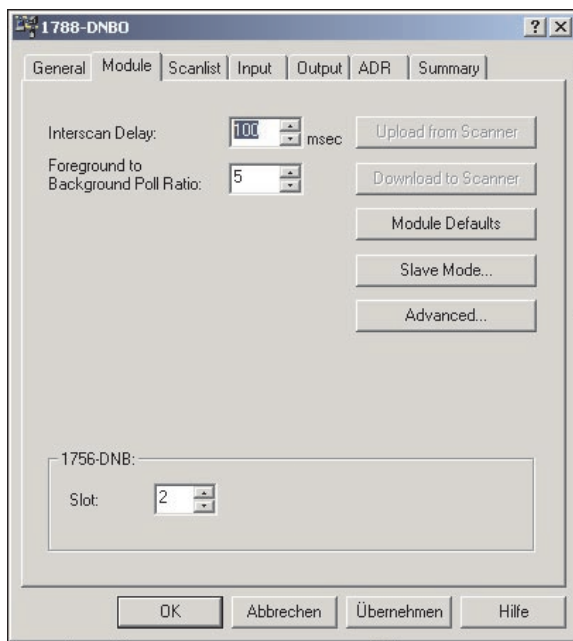 1788-DNBO
General Module Scanlist Input Output ADR Summary
Interscan Delay: 100 msec Upload from Scanner
Foreground to
Background Poll Ratio: 5 Download to Scanner
Module Defaults
Slave Mode...
Advanced...
1756-DNB:
Slot: 2
OK Abbrechen Übernehmen Hilfe